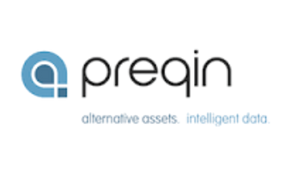 preqin
alternative assets. intelligent data.